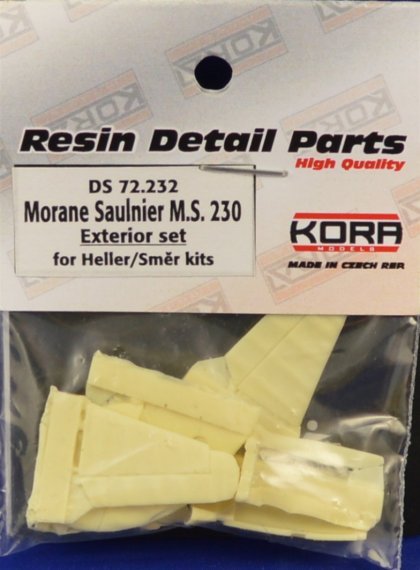 Resin Detail Parts
High Quality
DS 72.232
Morane Saulnier M.S. 230
Exterior set
for Heller/Směr kits
KORA
MODELS
MADE IN CZECH REP.